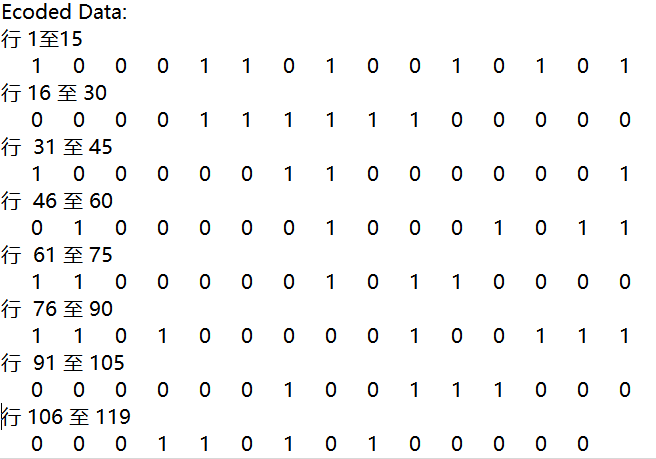 Ecoded Data:
行 1至15
1 0 0 0 1 1 0 1 0 0 1 0 1 0 1
行 16 至 30
0 0 0 0 1 1 1 1 1 1 0 0 0 0 0
行 31 至 45
1 0 0 0 0 0 1 1 0 0 0 0 0 0 1
行 46 至 60
0 1 0 0 0 0 0 1 0 0 0 1 0 1 1
行 61 至 75
1 1 0 0 0 0 0 1 0 1 1 0 0 0 0
行 76 至 90
1 1 0 1 0 0 0 0 0 1 0 0 1 1 1
行 91 至 105
0 0 0 0 0 0 1 0 0 1 1 1 0 0 0
行 106 至 119
0 0 0 1 1 0 1 0 1 0 0 0 0 0